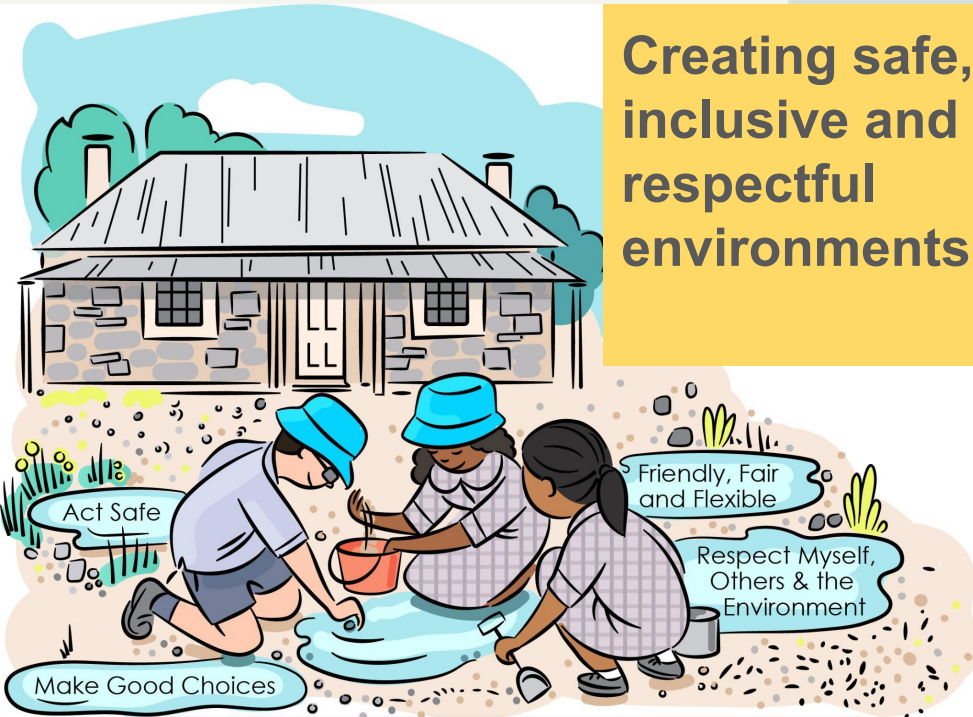 Creating safe,
inclusive and
respectful
environments
Friendly, Fair
and Flexible
Act Safe
Respect Myself,
Others & the
Environment
Make Good Choices